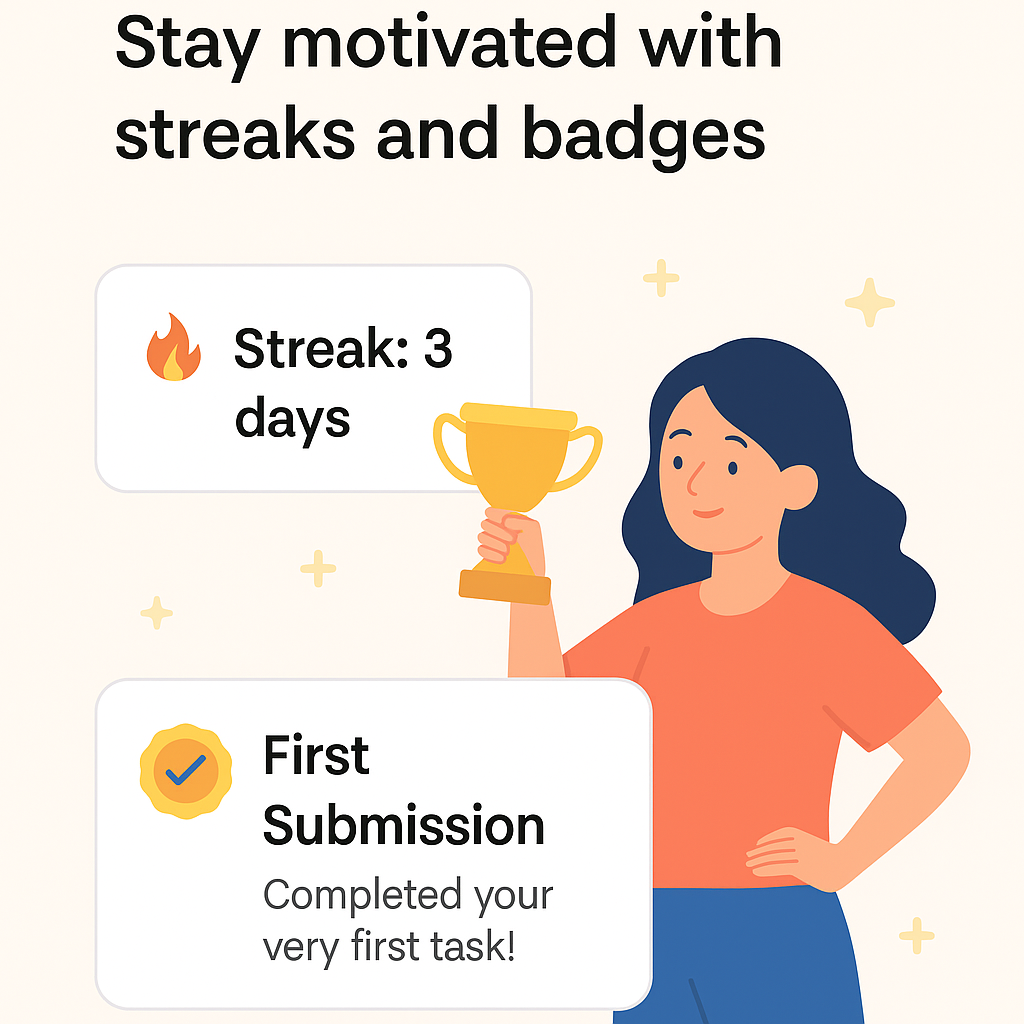 Stay motivated with
streaks and badges
Streak: 3
days
First
Submission
Completed your
very first task!